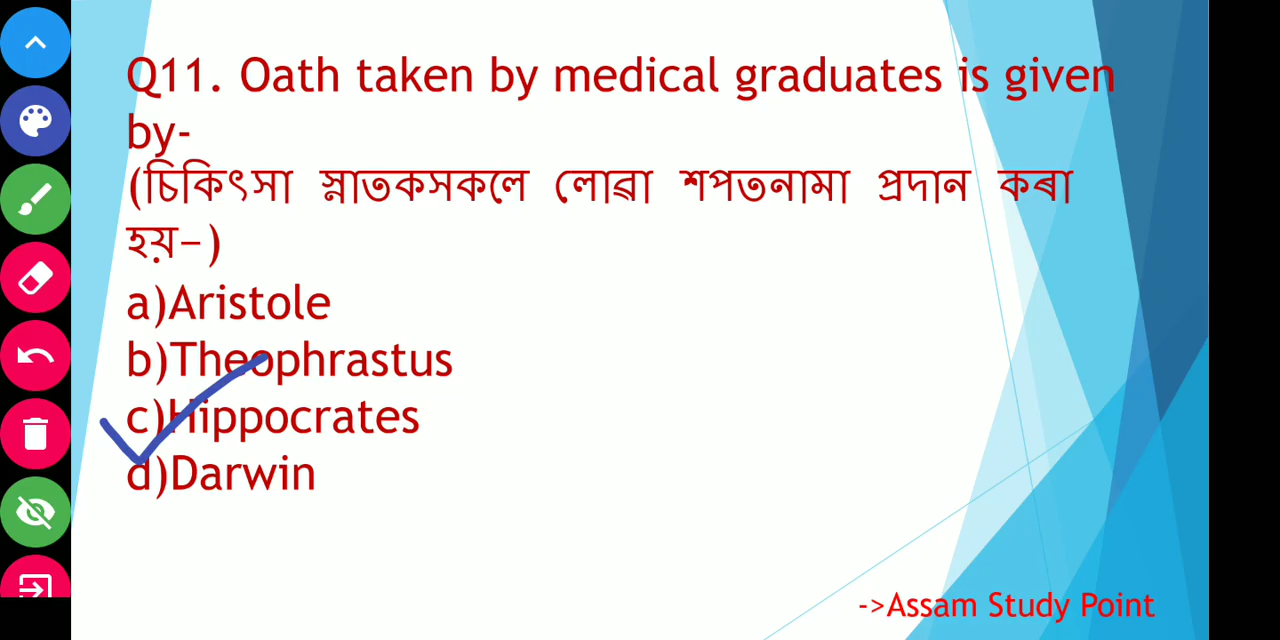 Q11. Oath taken by medical graduates is given
by-
(চিকিৎসা স্নাতকসকলে লোৱা শপতনামা প্ৰদান কৰা
হয়–)
a)Aristole
b)Theophrastus
c)Hippocrates
d)Darwin
->Assam Study Point